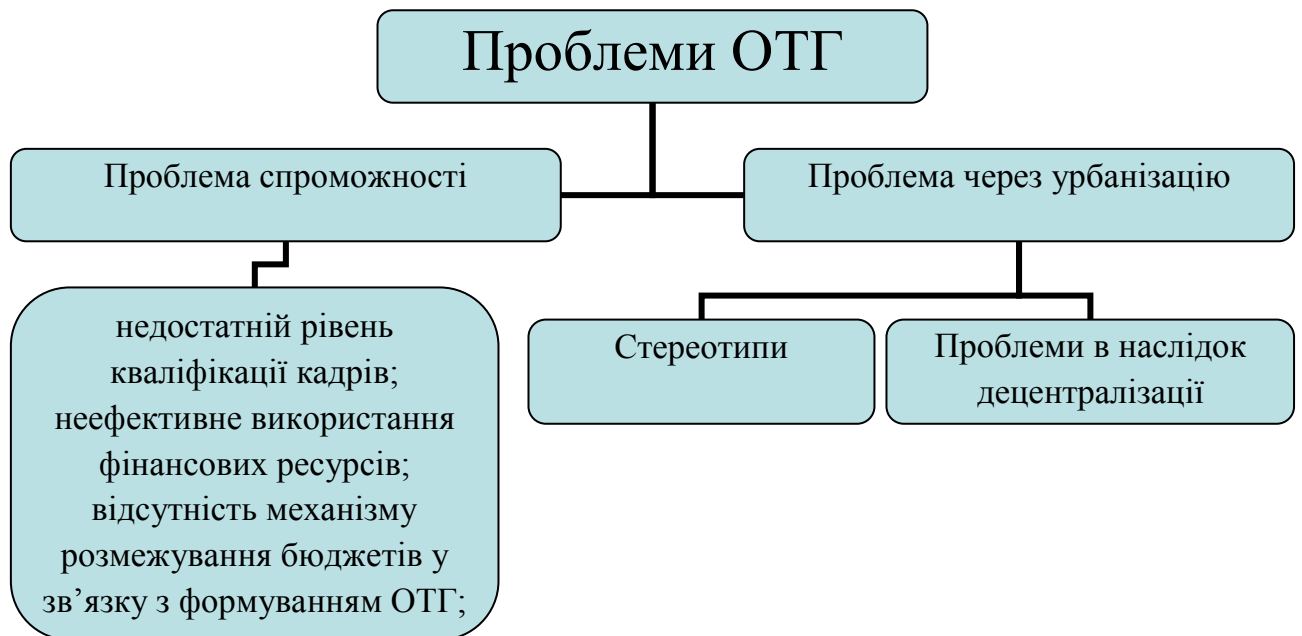 Проблеми ОТГ
Проблема спроможності
Проблема через урбанізацію
недостатній рівень
кваліфікації кадрів;
неефективне використання
фінансових ресурсів;
відсутність механізму
розмежування бюджетів у
зв’язку з формуванням ОТГ;
Стереотипи
Проблеми в наслідок
децентралізації